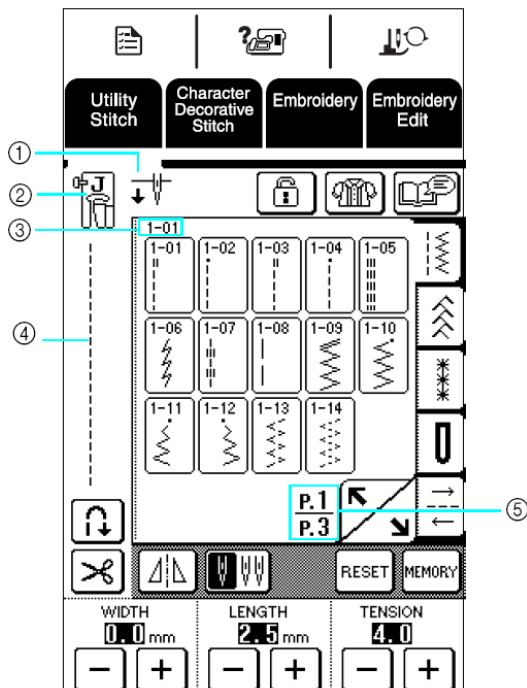 ?
Utility
Stitch
Character
Decorative
Stitch
Embroidery
Embroidery
Edit
①
②
J
③
1-01
1-01 1-02 1-03 1-04 1-05
④
1-06 1-07 1-08 1-09 1-10
1-11 1-12 1-13 1-14
P.1
P.3
⑤
RESET MEMORY
WIDTH LENGTH TENSION
0.0 mm 2.5 mm 4.0
− + − + − +